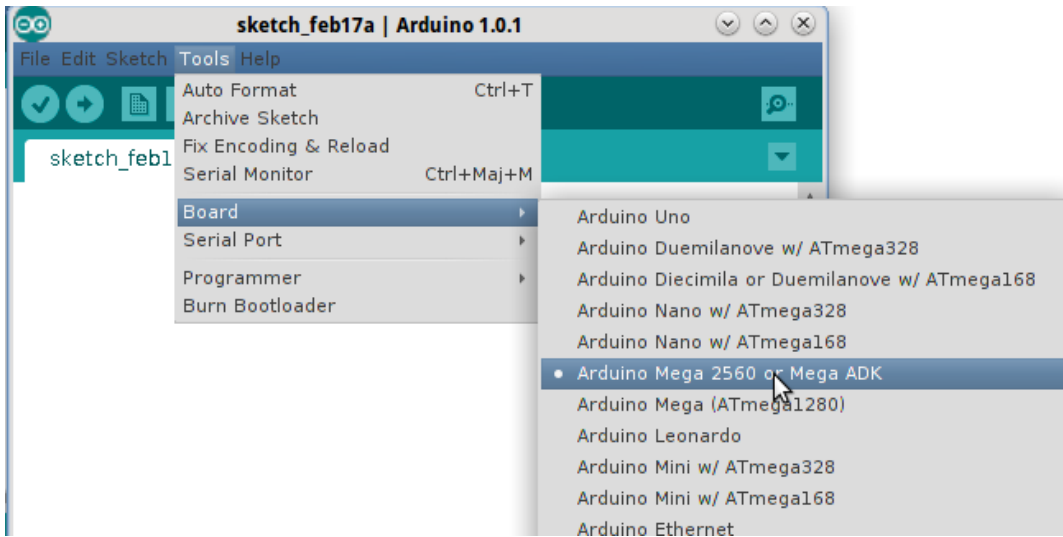 sketch_feb17a | Arduino 1.0.1
File Edit Sketch Tools Help
Auto Format Ctrl+T
Archive Sketch
Fix Encoding & Reload
sketch_feb1
Serial Monitor Ctrl+Maj+M
Board
Serial Port
Programmer
Burn Bootloader
Arduino Uno
Arduino Duemilanove w/ ATmega328
Arduino Diecimila or Duemilanove w/ ATmega168
Arduino Nano w/ ATmega328
Arduino Nano w/ ATmega168
Arduino Mega 2560 or Mega ADK
Arduino Mega (ATmega1280)
Arduino Leonardo
Arduino Mini w/ ATmega328
Arduino Mini w/ ATmega168
Arduino Ethernet